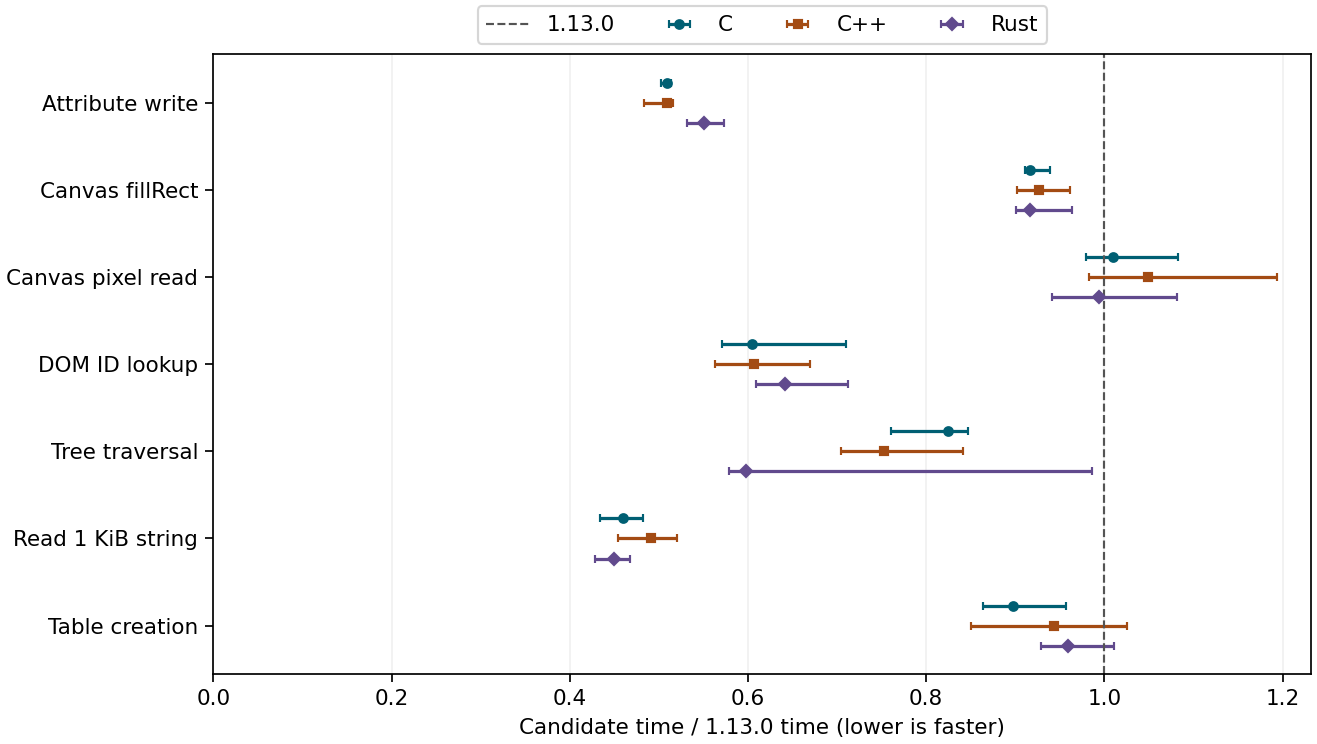 1.13.0 C C++ Rust
Attribute write
Canvas fillRect
Canvas pixel read
DOM ID lookup
Tree traversal
Read 1 KiB string
Table creation
0.0 0.2 0.4 0.6 0.8 1.0 1.2
Candidate time / 1.13.0 time (lower is faster)